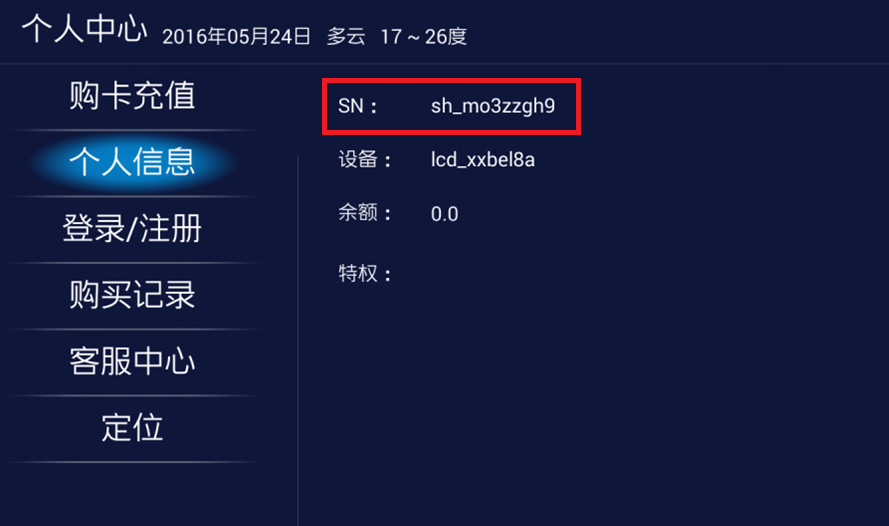 个人中心 2016年05月24日 多云 17 ~ 26度
购卡充值
个人信息
登录/注册
购买记录
客服中心
定位
SN： sh_mo3zzgh9
设备： lcd_xxbel8a
余额： 0.0
特权：